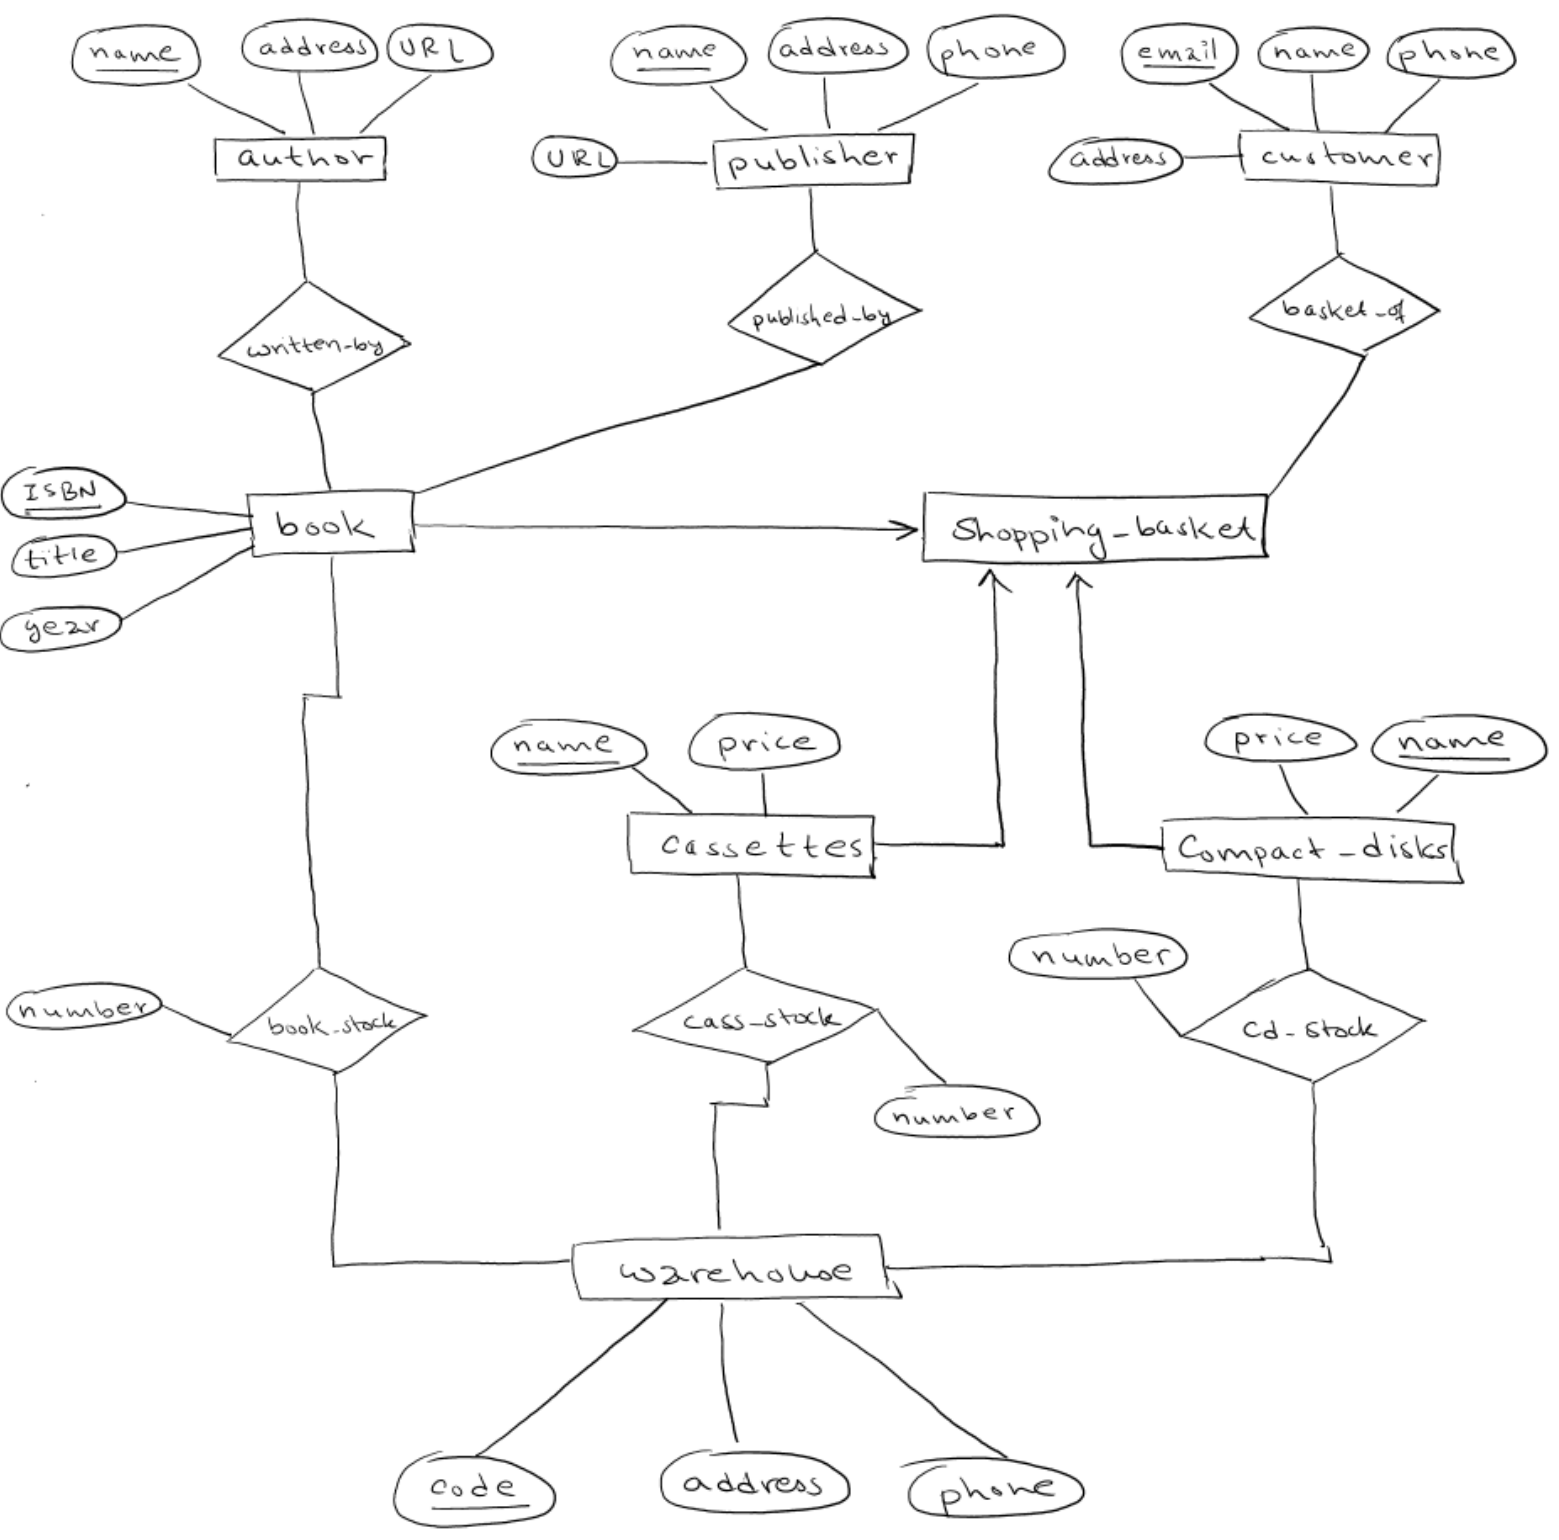 name
address
URL
name
address
phone
email
name
phone
author
URL
publisher
address
customer
written-by
published-by
basket-of
ISBN
title
year
book
Shopping-basket
name
price
price
name
Cassettes
Compact-disks
number
book-stock
cass-stock
number
number
Cd-Stock
warehouse
code
address
phone